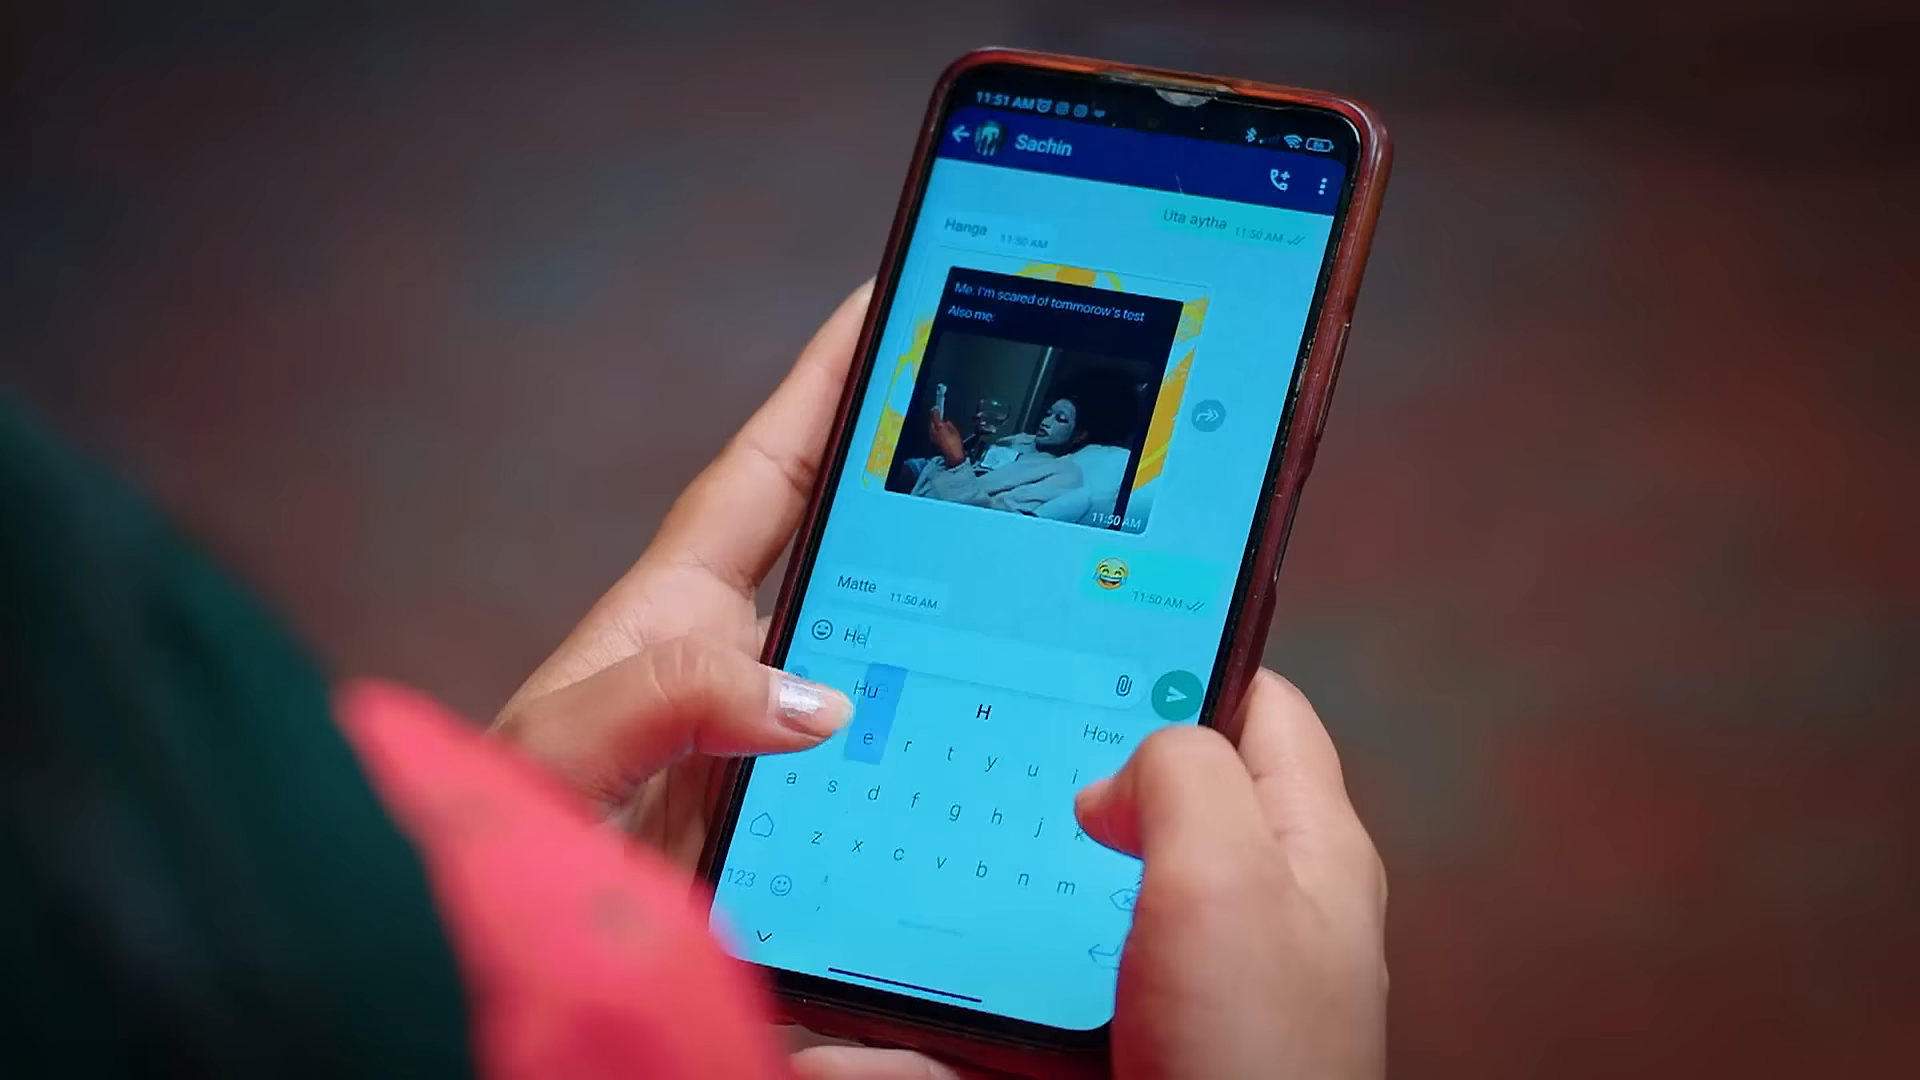 11:51 AM
86
Sachin
Uta aytha 11:50 AM
Hanga 11:50 AM
Me. I'm scared of tommorow's test
Also me:
11:50 AM
😂 11:50 AM
Matte 11:50 AM
He
Hu H How
e r t y u i
a s d f g h j k
z x c v b n m
123 ,